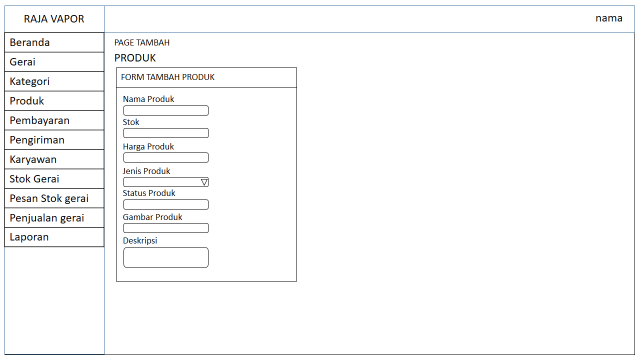 RAJA VAPOR
nama
Beranda
Gerai
Kategori
Produk
Pembayaran
Pengiriman
Karyawan
Stok Gerai
Pesan Stok gerai
Penjualan gerai
Laporan
PAGE TAMBAH
PRODUK
FORM TAMBAH PRODUK
Nama Produk
Stok
Harga Produk
Jenis Produk
Status Produk
Gambar Produk
Deskripsi